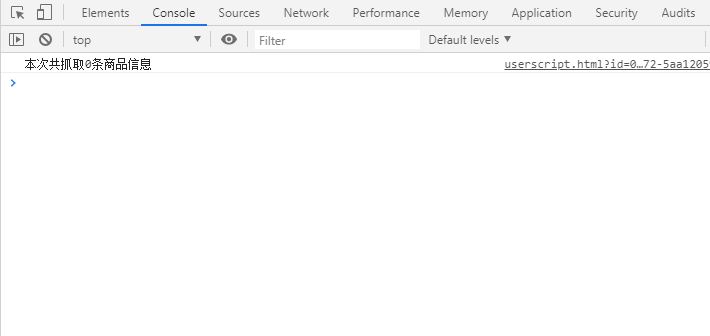 Elements Console Sources Network Performance Memory Application Security Audits
top Filter Default levels
本次共抓取0条商品信息 userscript.html?id=0…72-5aa1205